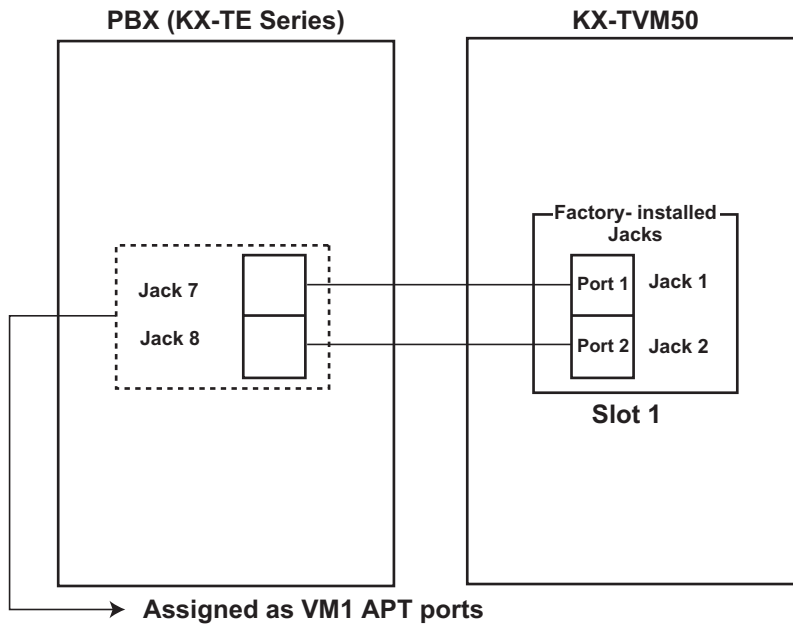 PBX (KX-TE Series)
KX-TVM50
Factory- installed
Jacks
Jack 7
Port 1
Jack 1
Jack 8
Port 2
Jack 2
Slot 1
Assigned as VM1 APT ports